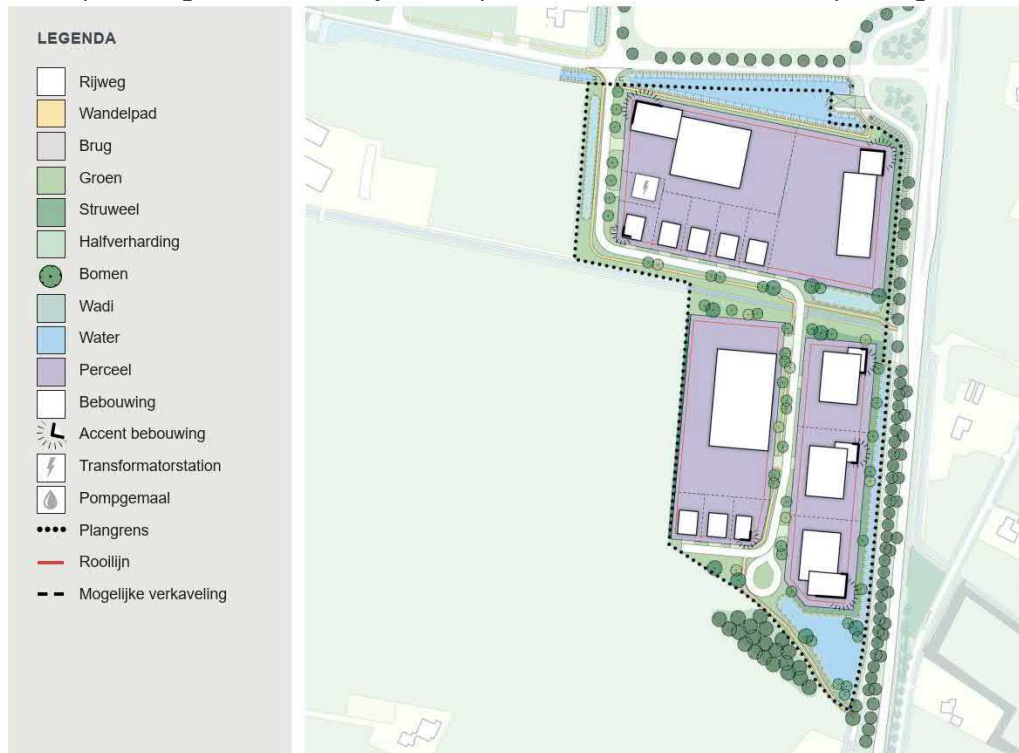 LEGENDA
Rijweg
Wandelpad
Brug
Groen
Struweel
Halfverharding
Bomen
Wadi
Water
Perceel
Bebouwing
Accent bebouwing
Transformatorstation
Pompgemaal
Plangrens
Rooilijn
Mogelijke verkaveling